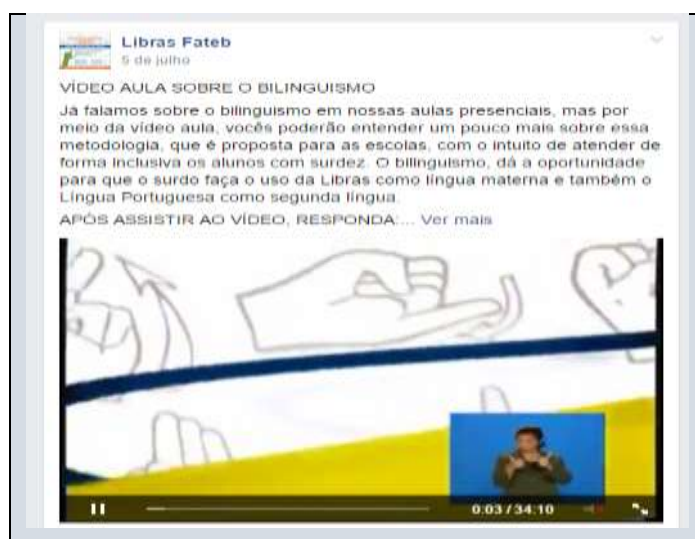 Libras Fateb
5 de julho
VÍDEO AULA SOBRE O BILINGUISMO
Já falamos sobre o bilinguismo em nossas aulas presenciais, mas por
meio da vídeo aula, vocês poderão entender um pouco mais sobre essa
metodologia, que é proposta para as escolas, com o intuito de atender de
forma inclusiva os alunos com surdez. O bilinguismo, dá a oportunidade
para que o surdo faça o uso da Libras como língua materna e também o
Língua Portuguesa como segunda língua.
APÓS ASSISTIR AO VÍDEO, RESPONDA:... Ver mais
0:03 / 34:10